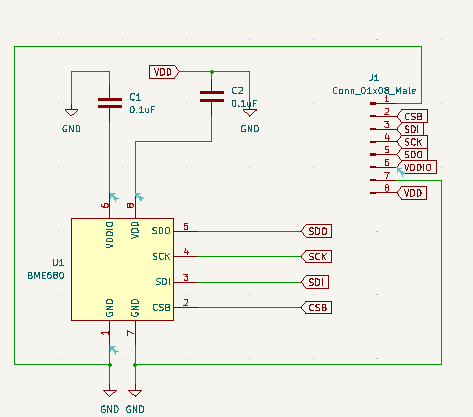 VDD
C1
0.1uF
C2
0.1uF
GND
GND
J1
Conn_01x08_Male
1
2 CSB
3 SDI
4 SCK
5 SDO
6 VDDIO
7
8 VDD
6
8
VDDIO
VDD
U1
BME680
SDO 5 SDO
SCK 4 SCK
SDI 3 SDI
CSB 2 CSB
GND
GND
1
7
GND GND